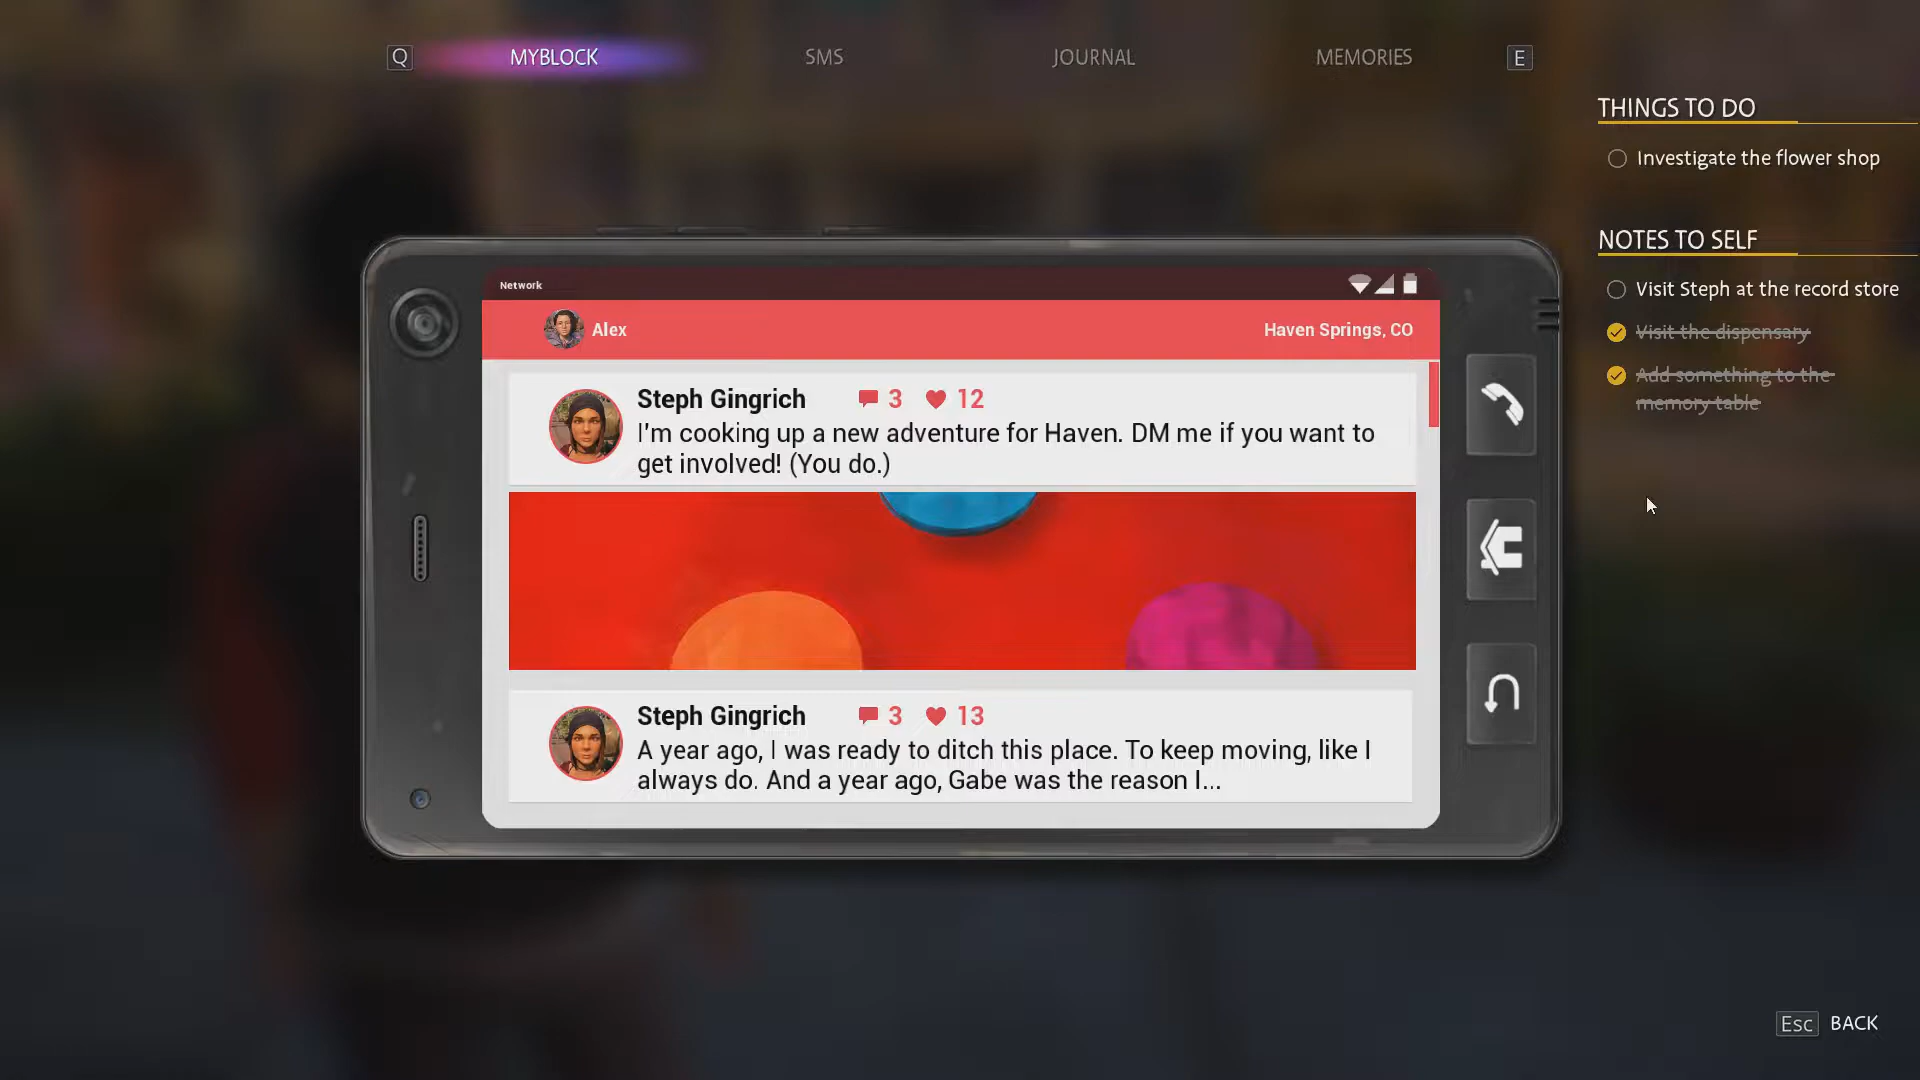 Q MYBLOCK SMS JOURNAL MEMORIES E
THINGS TO DO
Investigate the flower shop
NOTES TO SELF
Visit Steph at the record store
Visit the dispensary
Add something to the
memory table
Network
Alex Haven Springs, CO
Steph Gingrich 3 12
I'm cooking up a new adventure for Haven. DM me if you want to
get involved! (You do.)
Steph Gingrich 3 13
A year ago, I was ready to ditch this place. To keep moving, like I
always do. And a year ago, Gabe was the reason I...
Esc BACK